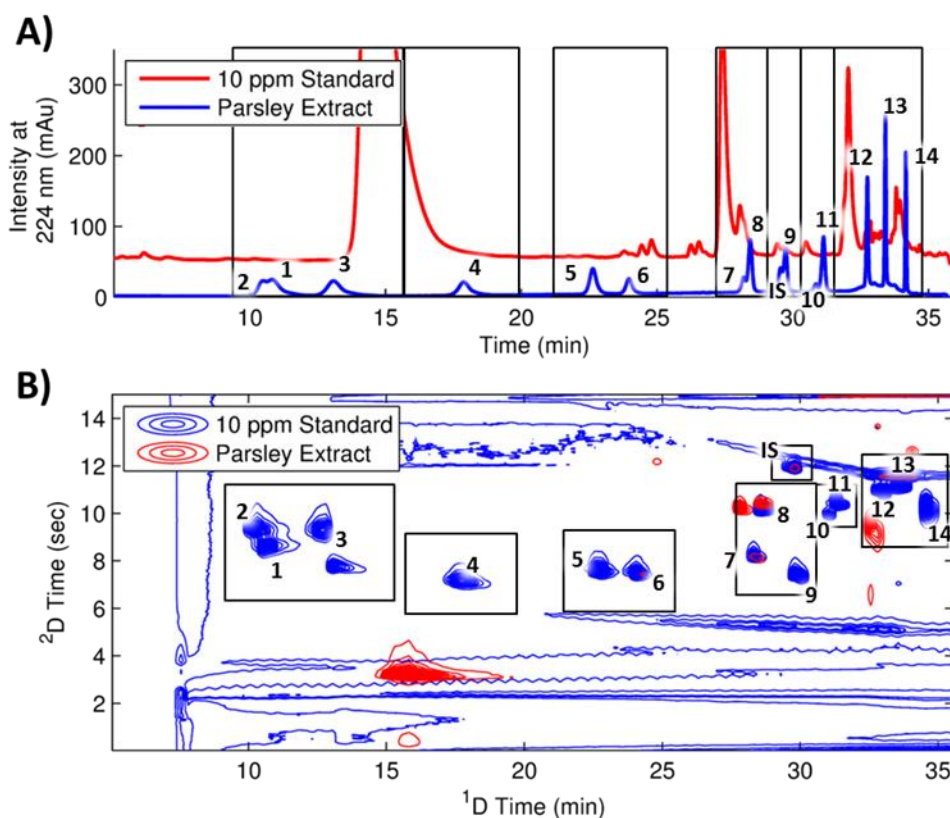 A)
Intensity at
224 nm (mAu)
300
200
100
0
10 ppm Standard
Parsley Extract
2 1 3 4 5 6 7 8 IS 9 10 11 12 13 14
10 15 20 25 30 35
Time (min)
B)
²D Time (sec)
14
12
10
8
6
4
2
10 ppm Standard
Parsley Extract
2 1 3 4 5 6 7 8 IS 9 10 11 12 13 14
10 15 20 25 30 35
¹D Time (min)